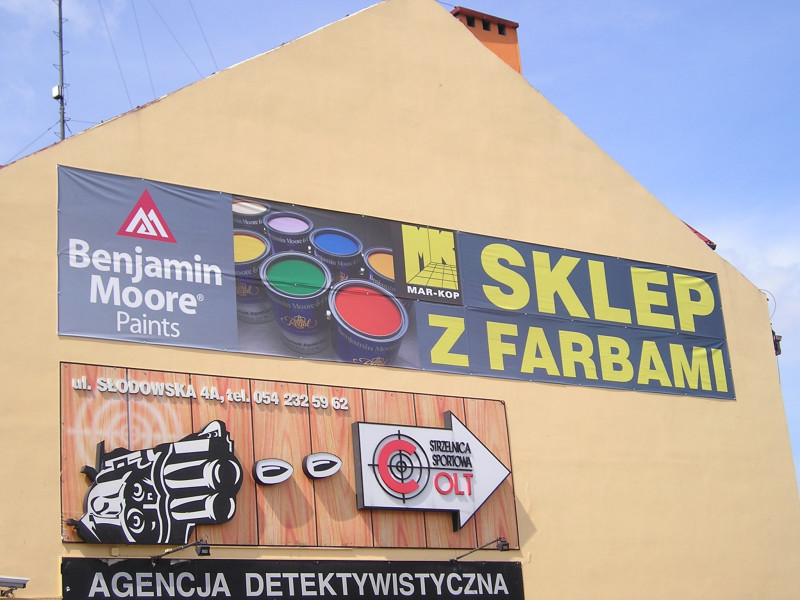 Benjamin
Moore®
Paints
MAR-KOP
SKLEP
Z FARBAMI
ul. SŁODOWSKA 4A, tel. 054 232 59 62
STRZELNICA
SPORTOWA
COLT
AGENCJA DETEKTYWISTYCZNA